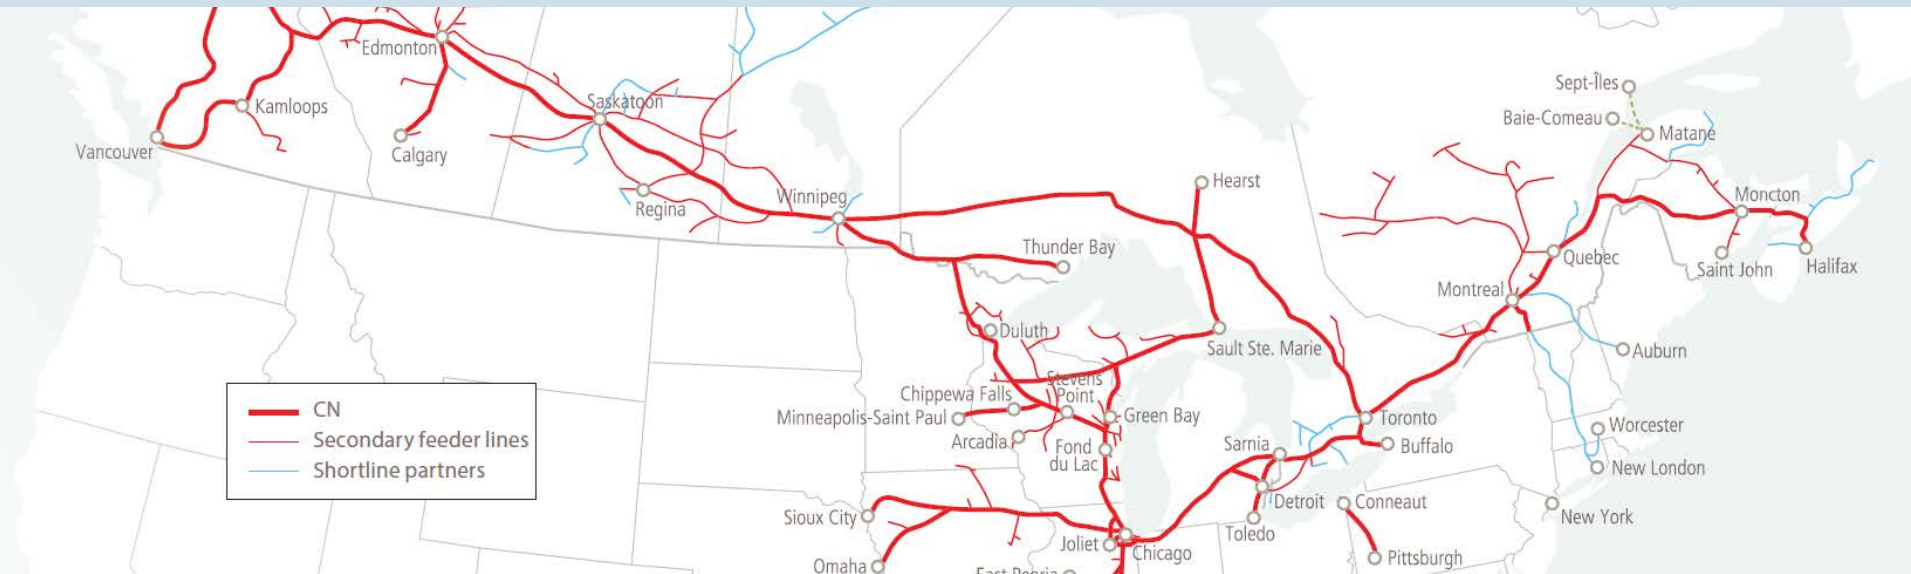 Edmonton
Sept-Îles
Kamloops
Saskatoon
Baie-Comeau
Matane
Vancouver
Calgary
Hearst
Winnipeg
Moncton
Regina
Thunder Bay
Quebec
Saint John
Halifax
Montreal
Duluth
Sault Ste. Marie
Auburn
Stevens
Point
Chippewa Falls
CN
Minneapolis-Saint Paul
Green Bay
Toronto
Worcester
Secondary feeder lines
Arcadia
Fond
du Lac
Sarnia
Buffalo
Shortline partners
New London
Detroit
Conneaut
Sioux City
New York
Toledo
Joliet
Chicago
Pittsburgh
Omaha
East Peoria